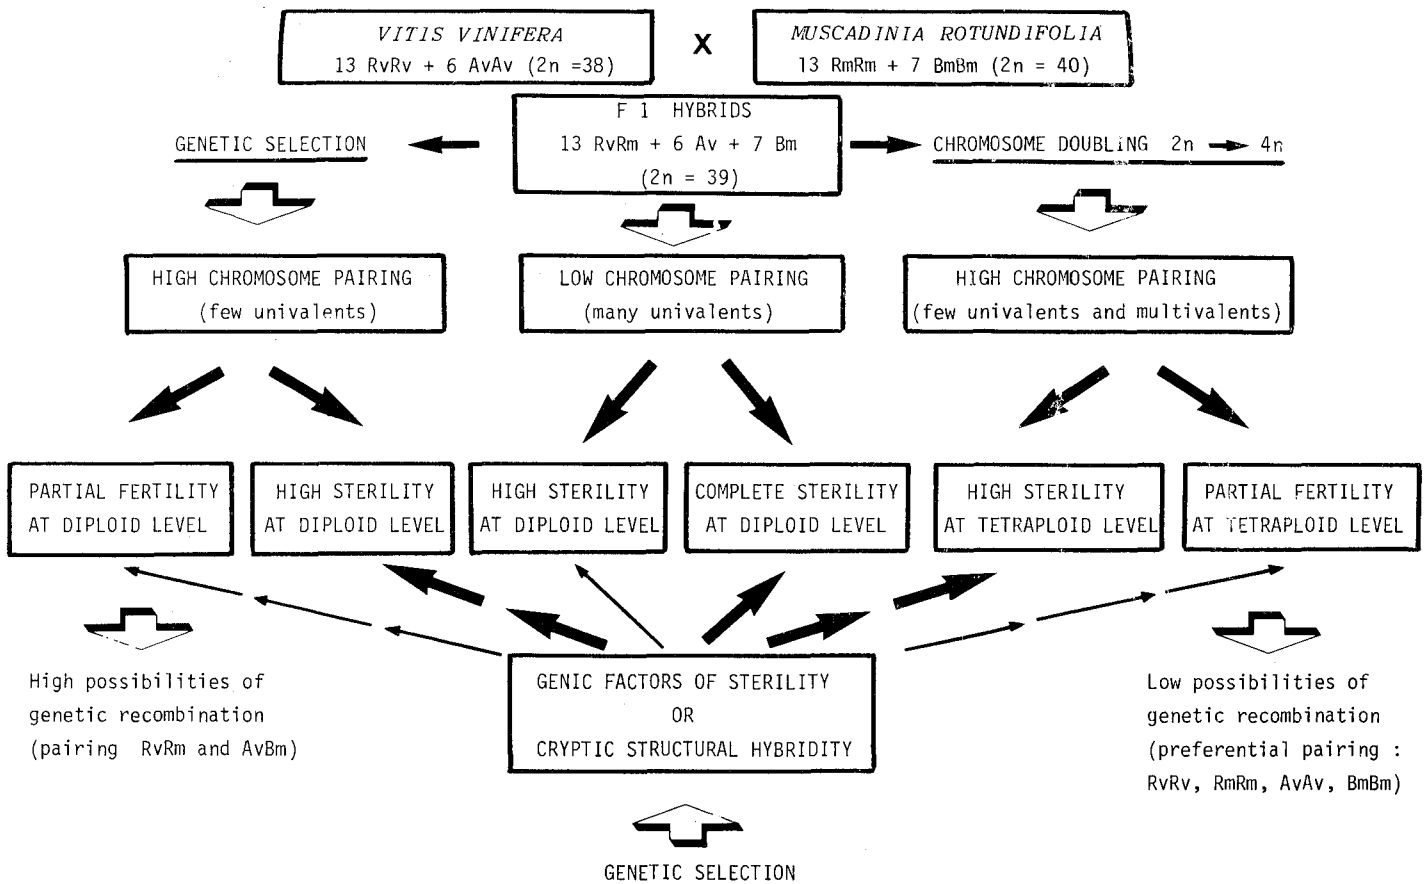 VITIS VINIFERA
13 RvRv + 6 AvAv (2n =38)
X
MUSCADINIA ROTUNDIFOLIA
13 RmRm + 7 BmBm (2n = 40)
F 1 HYBRIDS
13 RvRm + 6 Av + 7 Bm
(2n = 39)
GENETIC SELECTION
CHROMOSOME DOUBLING 2n → 4n
HIGH CHROMOSOME PAIRING
(few univalents)
LOW CHROMOSOME PAIRING
(many univalents)
HIGH CHROMOSOME PAIRING
(few univalents and multivalents)
PARTIAL FERTILITY
AT DIPLOID LEVEL
HIGH STERILITY
AT DIPLOID LEVEL
HIGH STERILITY
AT DIPLOID LEVEL
COMPLETE STERILITY
AT DIPLOID LEVEL
HIGH STERILITY
AT TETRAPLOID LEVEL
PARTIAL FERTILITY
AT TETRAPLOID LEVEL
High possibilities of
genetic recombination
(pairing RvRm and AvBm)
GENIC FACTORS OF STERILITY
OR
CRYPTIC STRUCTURAL HYBRIDITY
Low possibilities of
genetic recombination
(preferential pairing :
RvRv, RmRm, AvAv, BmBm)
GENETIC SELECTION